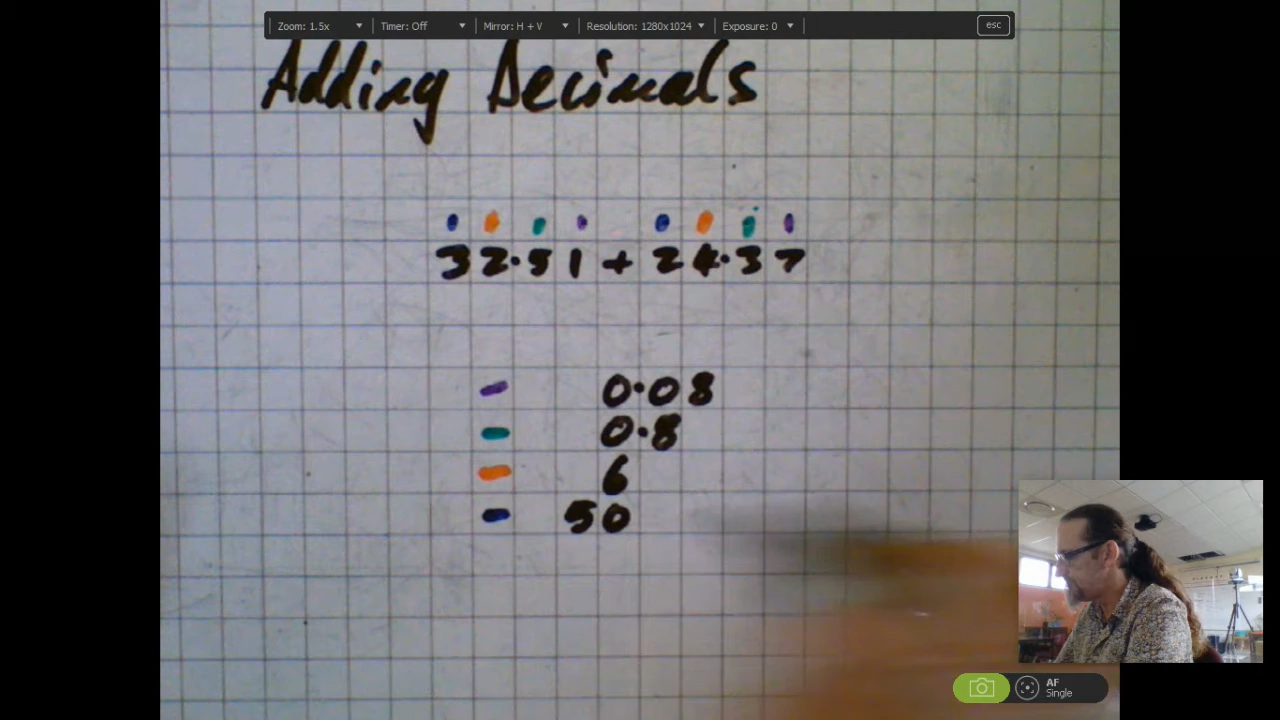 Zoom: 1.5x Timer: Off Mirror: H + V Resolution: 1280x1024 Exposure: 0 esc
Adding Decimals
32·51 + 24·37
0·08
0·8
6
50
AF
Single